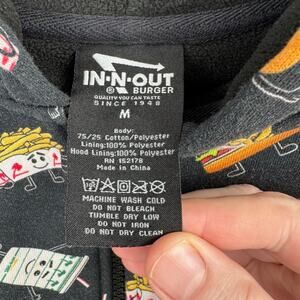 IN-N-OUT
BURGER
QUALITY YOU CAN TASTE
SINCE 1948
M
Body:
75/25 Cotton/Polyester
Lining:100% Polyester
Hood Lining:100% Polyester
RN 152178
Made in China
MACHINE WASH COLD
DO NOT BLEACH
TUMBLE DRY LOW
DO NOT IRON
DO NOT DRY CLEAN